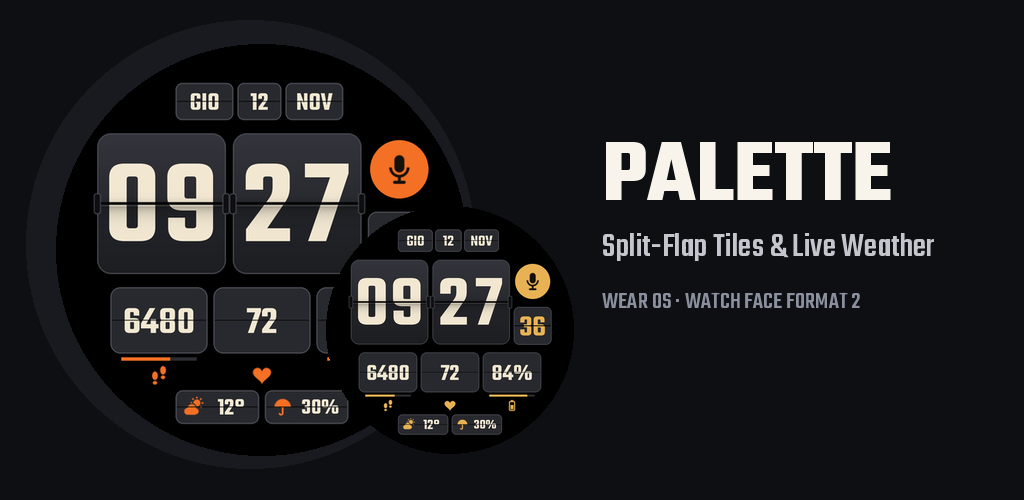 GIO 12 NOV
09 27
6480 72
12° 30%
GIO 12 NOV
09 27
36
6480 72 84%
12° 30%
PALETTE
Split-Flap Tiles & Live Weather
WEAR OS · WATCH FACE FORMAT 2